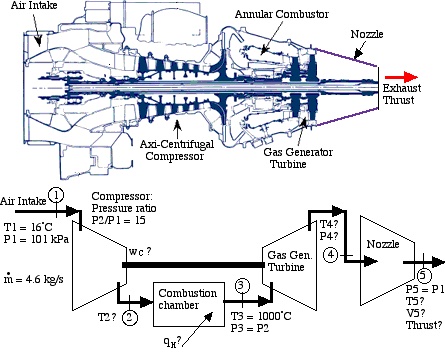 Air Intake
Annular Combustor
Nozzle
Exhaust
Thrust
Axi-Centrifugal
Compressor
Gas Generator
Turbine
Air Intake
1
T1 = 16°C
P1 = 101 kPa
Compressor:
Pressure ratio
P2/P1 = 15
wC ?
ṁ = 4.6 kg/s
T2?
2
Combustion
chamber
qx?
3
T3 = 1000°C
P3 = P2
Gas Gen.
Turbine
T4?
P4?
4
Nozzle
5
P5 = P1
T5?
V5?
Thrust?